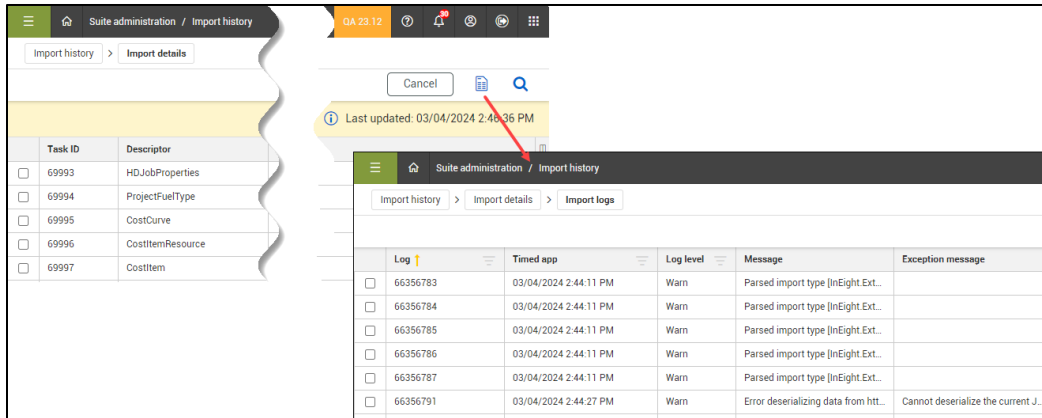 Suite administration / Import history
QA 23.12
30
Import history > Import details
Cancel
Last updated: 03/04/2024 2:46:36 PM
Task ID Descriptor
69993 HDJobProperties
69994 ProjectFuelType
69995 CostCurve
69996 CostItemResource
69997 CostItem
Suite administration / Import history
Import history > Import details > Import logs
Log Timed app Log level Message Exception message
66356783 03/04/2024 2:44:11 PM Warn Parsed import type [InEight.Ext...
66356784 03/04/2024 2:44:11 PM Warn Parsed import type [InEight.Ext...
66356785 03/04/2024 2:44:11 PM Warn Parsed import type [InEight.Ext...
66356786 03/04/2024 2:44:11 PM Warn Parsed import type [InEight.Ext...
66356787 03/04/2024 2:44:11 PM Warn Parsed import type [InEight.Ext...
66356791 03/04/2024 2:44:27 PM Warn Error deserializing data from htt... Cannot deserialize the current J...